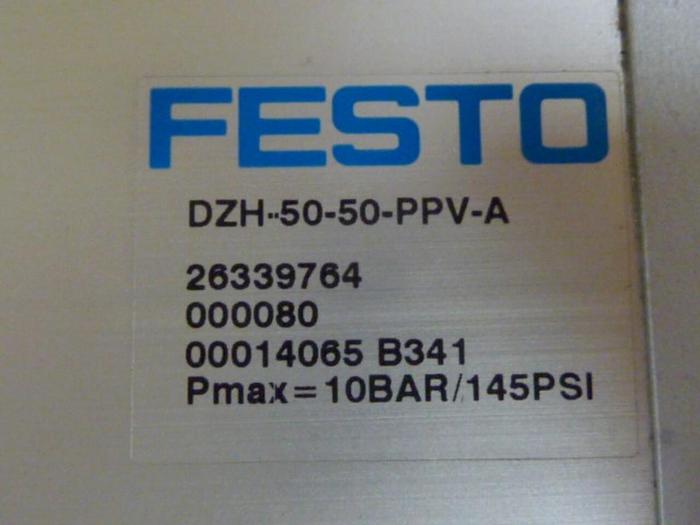 FESTO
DZH-50-50-PPV-A
26339764
000080
00014065 B341
Pmax=10BAR/145PSI